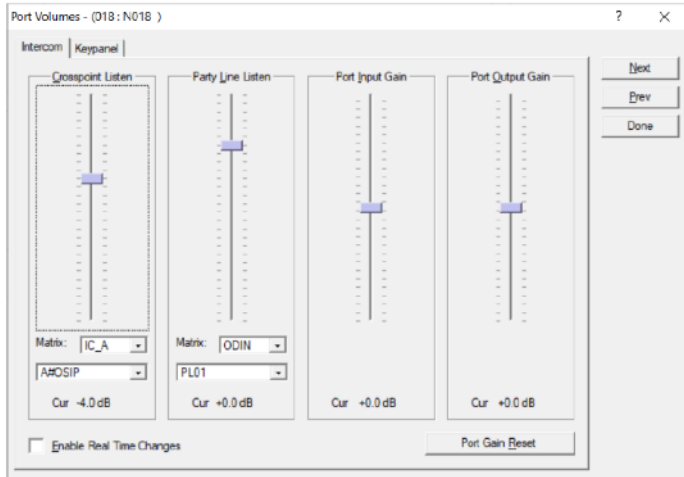 Port Volumes - (018 : N018 )
?
Intercom
Keypanel
Crosspoint Listen
Party Line Listen
Port Input Gain
Port Output Gain
Next
Prev
Done
Matrix: IC_A
Matrix: ODIN
A#OSIP
PL01
Cur -4.0 dB
Cur +0.0 dB
Cur +0.0 dB
Cur +0.0 dB
Enable Real Time Changes
Port Gain Reset